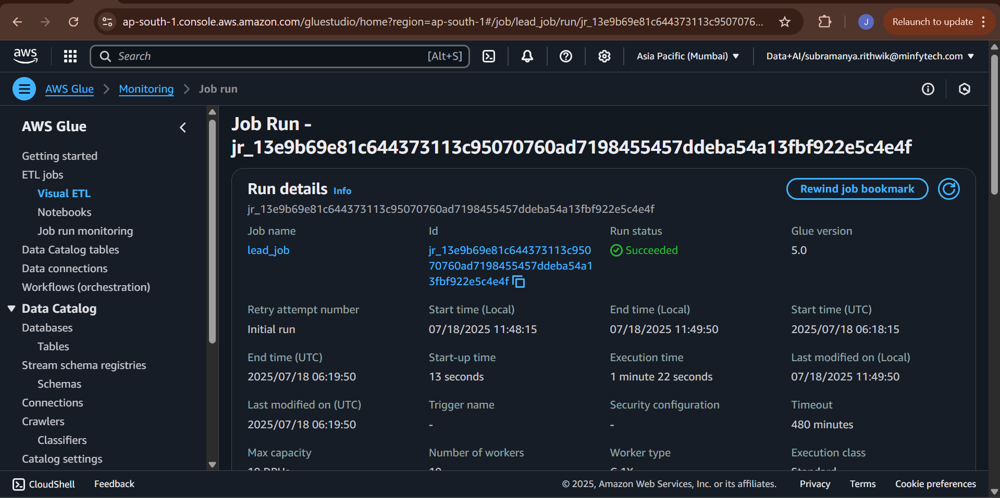 ap-south-1.console.aws.amazon.com/gluestudio/home?region=ap-south-1#/job/lead_job/run/jr_13e9b69e81c644373113c9507076...
J
Relaunch to update
aws
Search
[Alt+S]
Asia Pacific (Mumbai)
Data+AI/subramanya.rithwik@minfytech.com
AWS Glue
Monitoring
Job run
AWS Glue
Getting started
ETL jobs
Visual ETL
Notebooks
Job run monitoring
Data Catalog tables
Data connections
Workflows (orchestration)
Data Catalog
Databases
Tables
Stream schema registries
Schemas
Connections
Crawlers
Classifiers
Catalog settings
Job Run -
jr_13e9b69e81c644373113c95070760ad7198455457ddeba54a13fbf922e5c4e4f
Run details Info
Rewind job bookmark
jr_13e9b69e81c644373113c95070760ad7198455457ddeba54a13fbf922e5c4e4f
Job name
lead_job
Id
jr_13e9b69e81c644373113c950
70760ad7198455457ddeba54a1
3fbf922e5c4e4f
Run status
Succeeded
Glue version
5.0
Retry attempt number
Initial run
Start time (Local)
07/18/2025 11:48:15
End time (Local)
07/18/2025 11:49:50
Start time (UTC)
2025/07/18 06:18:15
End time (UTC)
2025/07/18 06:19:50
Start-up time
13 seconds
Execution time
1 minute 22 seconds
Last modified on (Local)
07/18/2025 11:49:50
Last modified on (UTC)
2025/07/18 06:19:50
Trigger name
-
Security configuration
-
Timeout
480 minutes
Max capacity
10 DPUs
Number of workers
10
Worker type
G.1X
Execution class
Standard
CloudShell
Feedback
© 2025, Amazon Web Services, Inc. or its affiliates.
Privacy
Terms
Cookie preferences